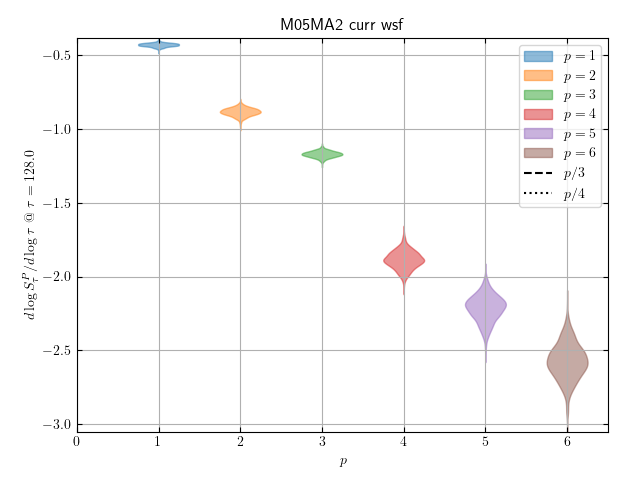 M05MA2 curr wsf
d log S_τ^P / d log τ @ τ = 128.0
−0.5
−1.0
−1.5
−2.0
−2.5
−3.0
0
1
2
3
4
5
6
p
p = 1
p = 2
p = 3
p = 4
p = 5
p = 6
p/3
p/4